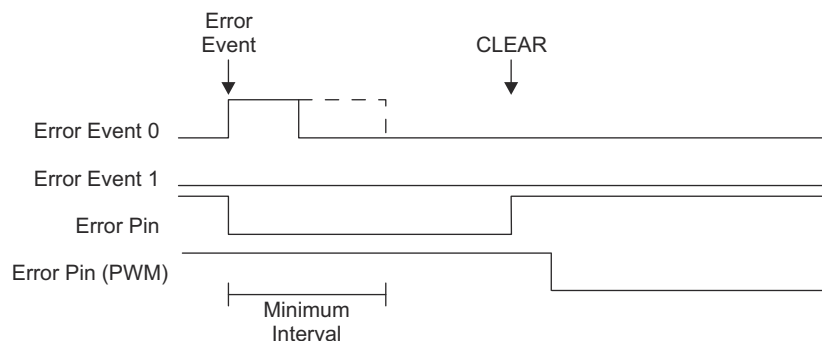 Error
Event
CLEAR
Error Event 0
Error Event 1
Error Pin
Error Pin (PWM)
Minimum
Interval